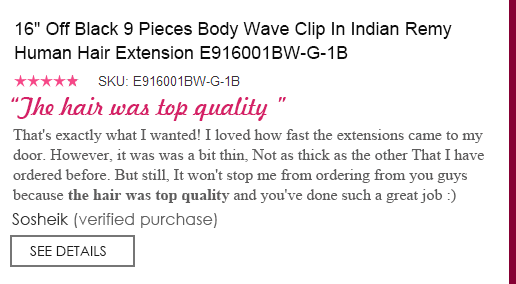 16" Off Black 9 Pieces Body Wave Clip In Indian Remy
Human Hair Extension E916001BW-G-1B
★★★★★ SKU: E916001BW-G-1B
“The hair was top quality "
That's exactly what I wanted! I loved how fast the extensions came to my
door. However, it was was a bit thin, Not as thick as the other That I have
ordered before. But still, It won't stop me from ordering from you guys
because the hair was top quality and you've done such a great job :)
Sosheik (verified purchase)
SEE DETAILS